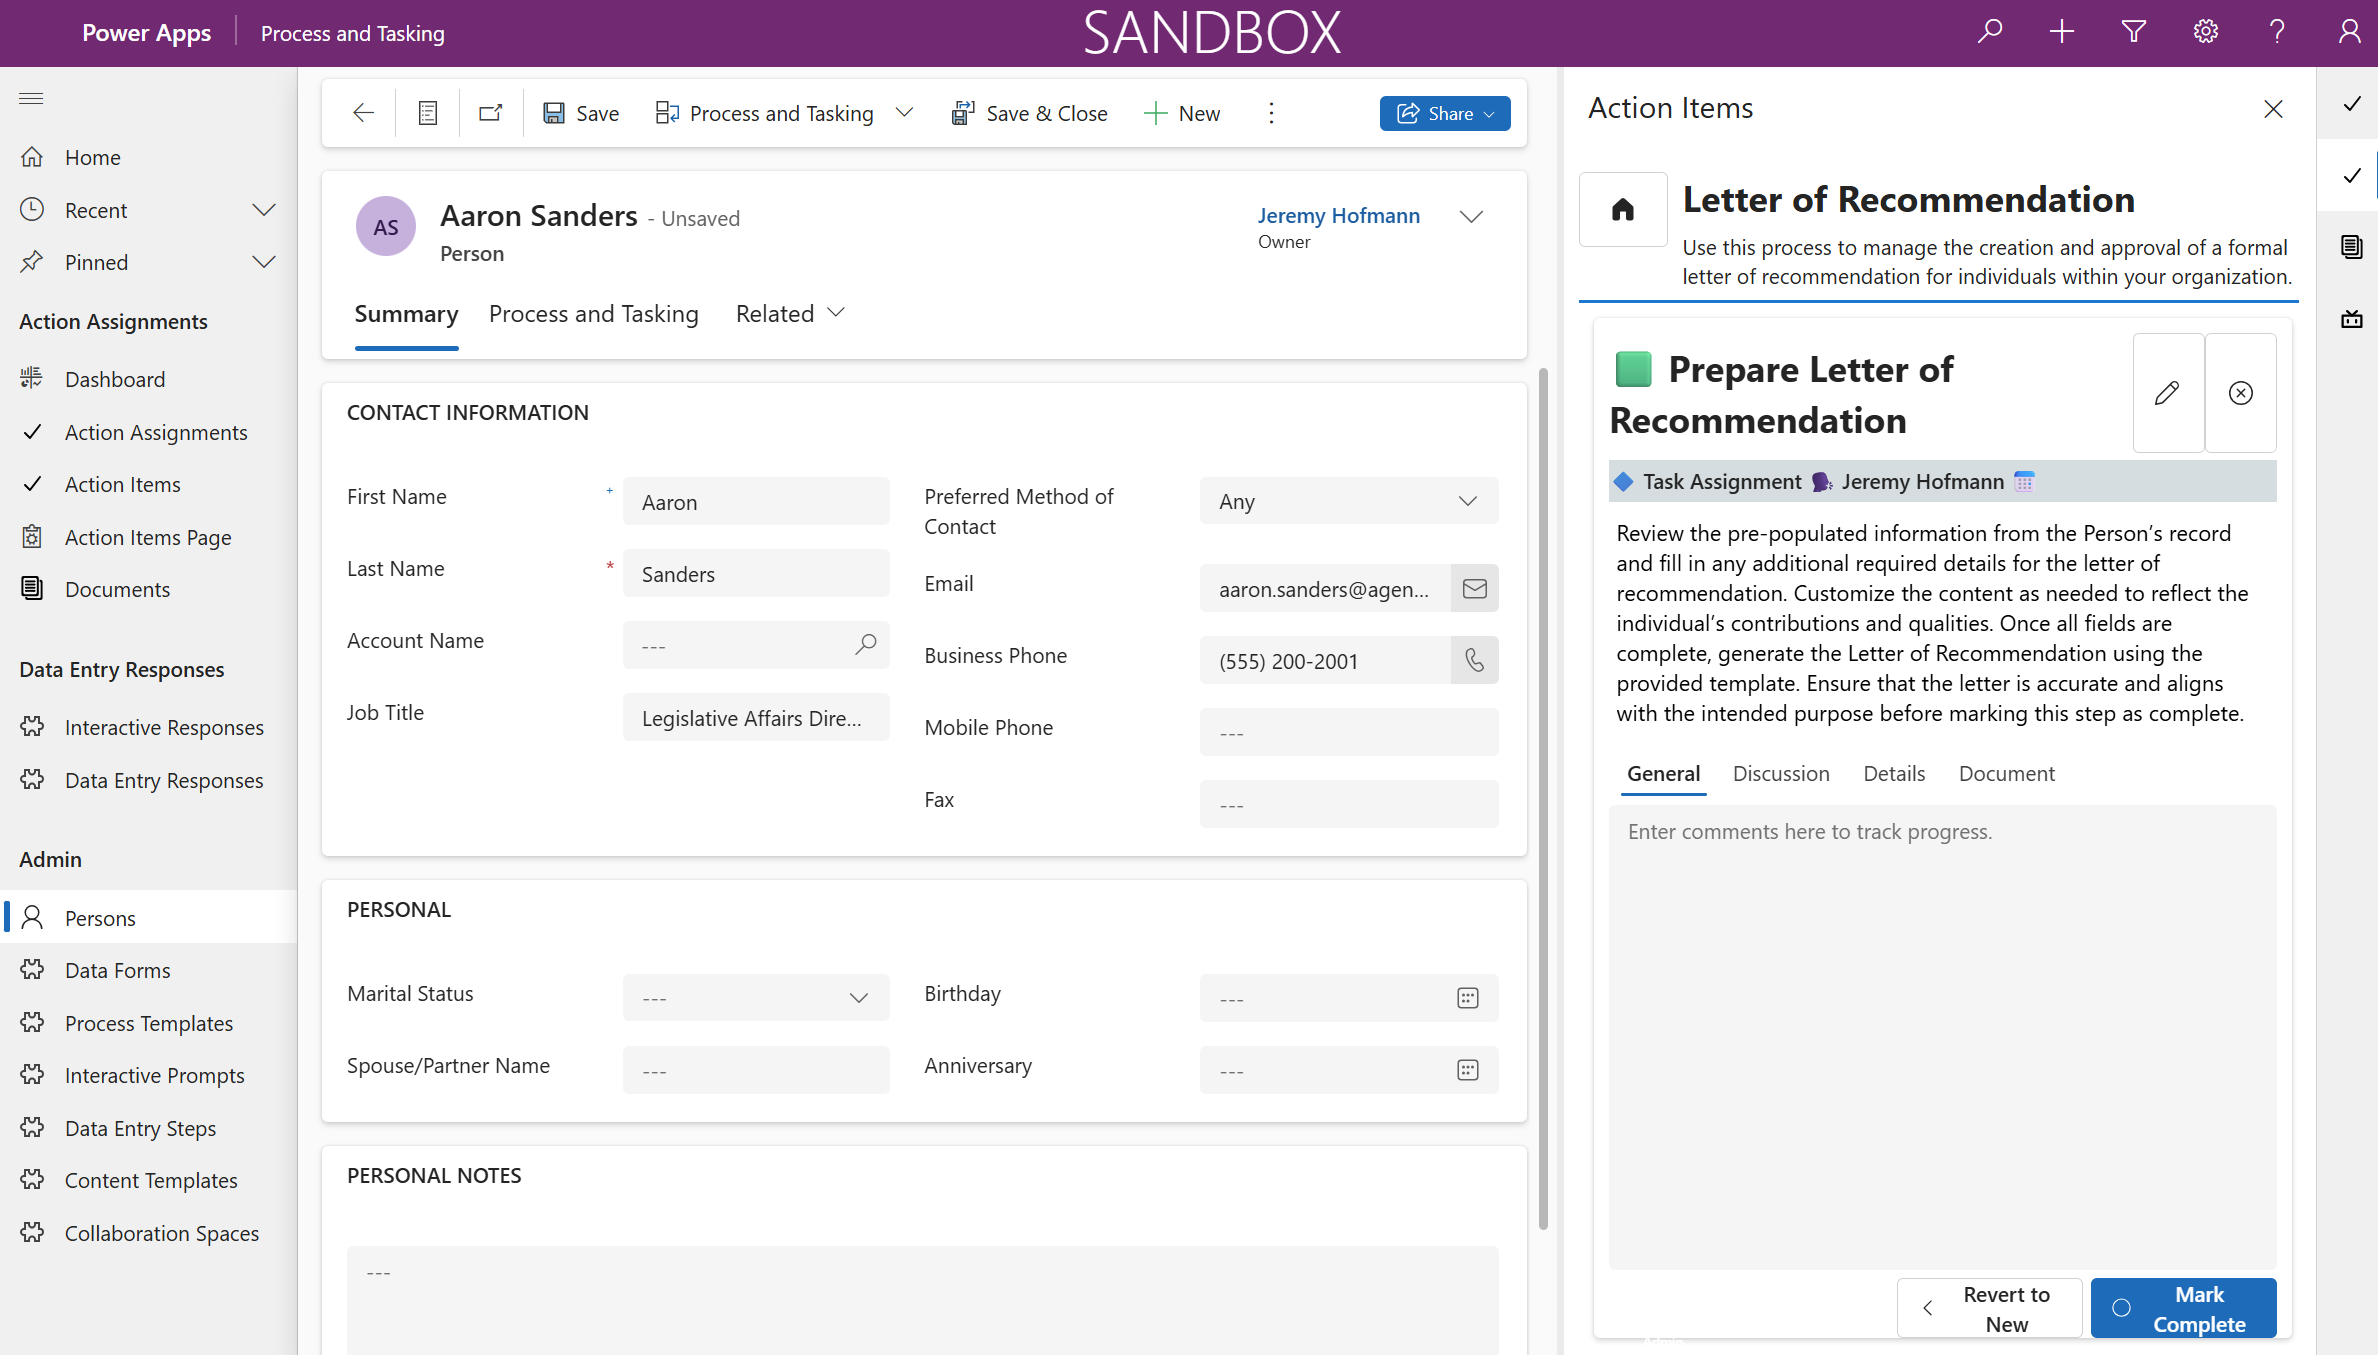 Power Apps
Process and Tasking
SANDBOX
Home
Recent
Pinned
Action Assignments
Dashboard
Action Assignments
Action Items
Action Items Page
Documents
Data Entry Responses
Interactive Responses
Data Entry Responses
Admin
Persons
Data Forms
Process Templates
Interactive Prompts
Data Entry Steps
Content Templates
Collaboration Spaces
Save
Process and Tasking
Save & Close
New
Share
AS
Aaron Sanders - Unsaved
Person
Jeremy Hofmann
Owner
Summary
Process and Tasking
Related
CONTACT INFORMATION
First Name
+
Aaron
Last Name
*
Sanders
Account Name
---
Job Title
Legislative Affairs Dire...
Preferred Method of
Contact
Any
Email
aaron.sanders@agen...
Business Phone
(555) 200-2001
Mobile Phone
---
Fax
---
PERSONAL
Marital Status
---
Spouse/Partner Name
---
Birthday
---
Anniversary
---
PERSONAL NOTES
---
Action Items
Letter of Recommendation
Use this process to manage the creation and approval of a formal
letter of recommendation for individuals within your organization.
Prepare Letter of
Recommendation
Task Assignment
Jeremy Hofmann
Review the pre-populated information from the Person’s record
and fill in any additional required details for the letter of
recommendation. Customize the content as needed to reflect the
individual’s contributions and qualities. Once all fields are
complete, generate the Letter of Recommendation using the
provided template. Ensure that the letter is accurate and aligns
with the intended purpose before marking this step as complete.
General
Discussion
Details
Document
Enter comments here to track progress.
Revert to
New
Mark
Complete